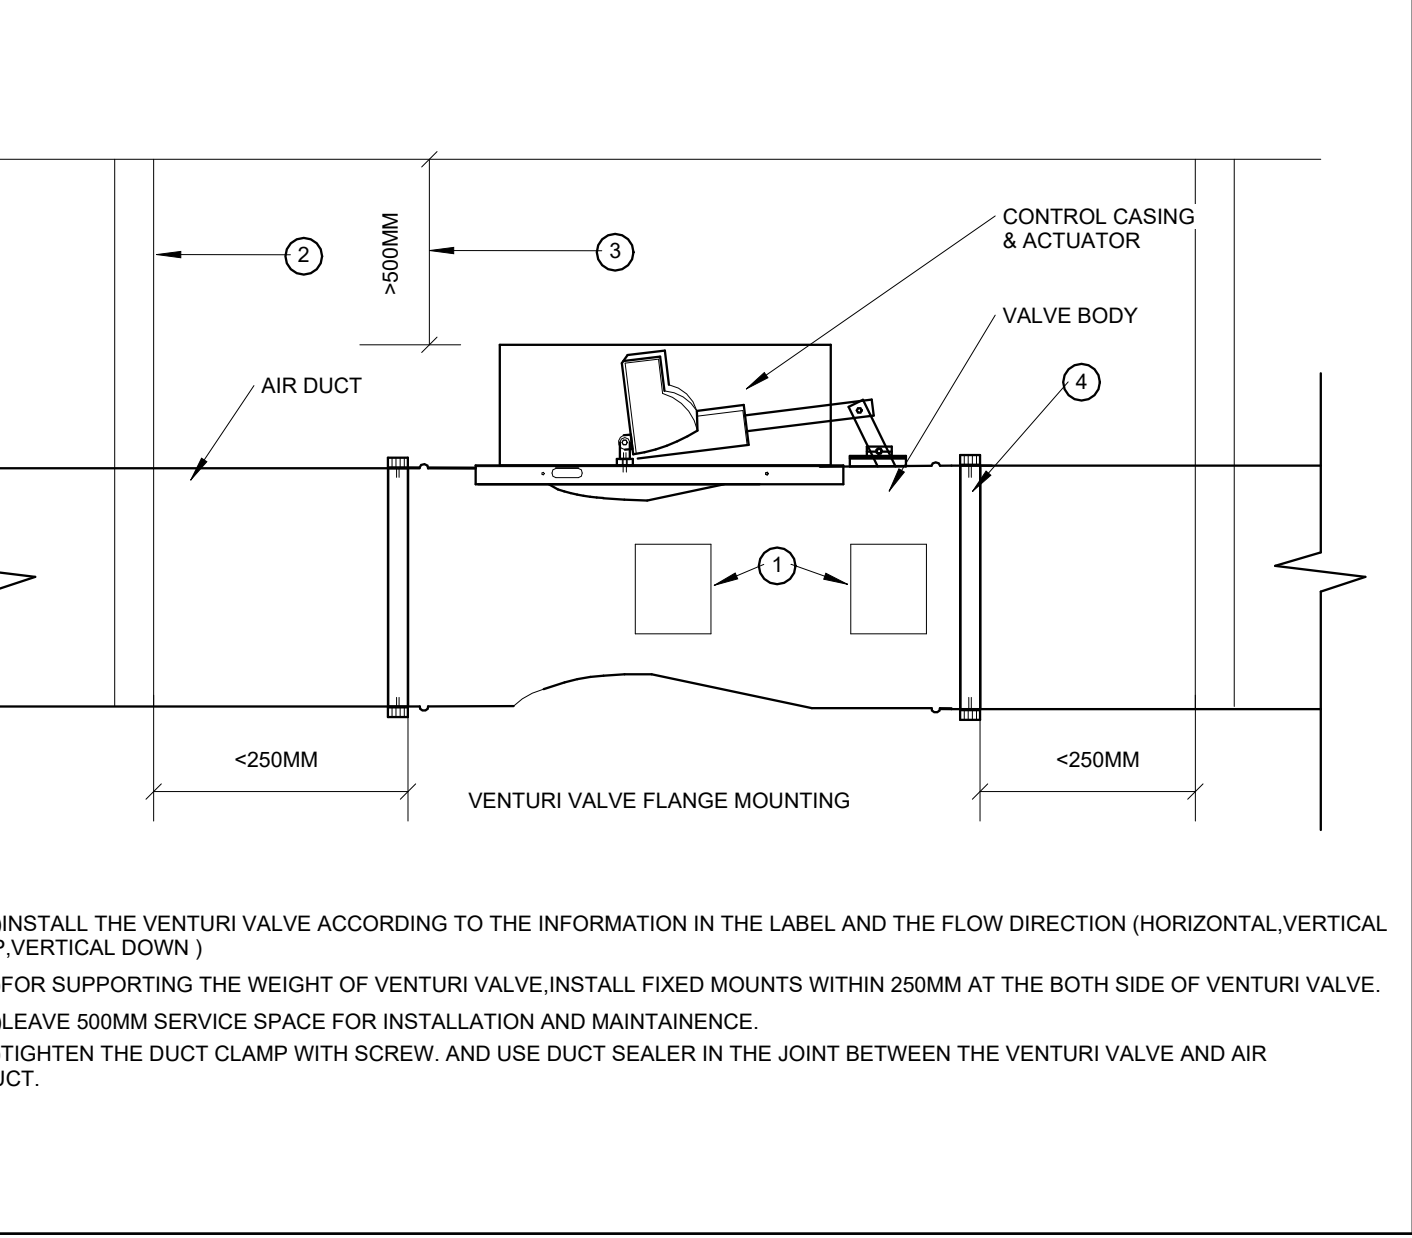 CONTROL CASING
& ACTUATOR
2
3
>500MM
VALVE BODY
AIR DUCT
4
1
<250MM
<250MM
VENTURI VALVE FLANGE MOUNTING
INSTALL THE VENTURI VALVE ACCORDING TO THE INFORMATION IN THE LABEL AND THE FLOW DIRECTION (HORIZONTAL,VERTICAL
,VERTICAL DOWN )
FOR SUPPORTING THE WEIGHT OF VENTURI VALVE,INSTALL FIXED MOUNTS WITHIN 250MM AT THE BOTH SIDE OF VENTURI VALVE.
)LEAVE 500MM SERVICE SPACE FOR INSTALLATION AND MAINTAINENCE.
TIGHTEN THE DUCT CLAMP WITH SCREW. AND USE DUCT SEALER IN THE JOINT BETWEEN THE VENTURI VALVE AND AIR
UCT.